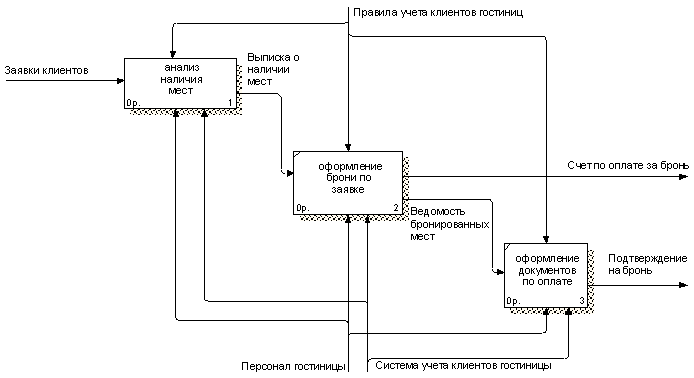 Правила учета клиентов гостиниц
Заявки клиентов
анализ
наличия
мест
0р.
1
Выписка о
наличии
мест
оформление
брони по
заявке
0р.
2
Счет по оплате за бронь
Ведомость
бронированных
мест
оформление
документов
по оплате
0р.
3
Подтверждение
на бронь
Персонал гостиницы
Система учета клиентов гостиницы